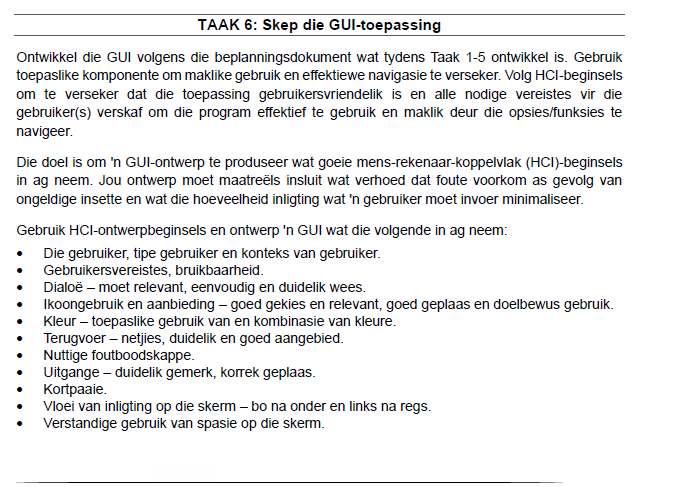 TAAK 6: Skep die GUI-toepassing
Ontwikkel die GUI volgens die beplanningsdokument wat tydens Taak 1-5 ontwikkel is. Gebruik
toepaslike komponente om maklike gebruik en effektiewe navigasie te verseker. Volg HCI-beginsels
om te verseker dat die toepassing gebruikersvriendelik is en alle nodige vereistes vir die
gebruiker(s) verskaf om die program effektief te gebruik en maklik deur die opsies/funksies te
navigeer.
Die doel is om 'n GUI-ontwerp te produseer wat goeie mens-rekenaar-koppelvlak (HCI)-beginsels
in ag neem. Jou ontwerp moet maatreëls insluit wat verhoed dat foute voorkom as gevolg van
ongeldige insette en wat die hoeveelheid inligting wat 'n gebruiker moet invoer minimaliseer.
Gebruik HCI-ontwerpbeginsels en ontwerp 'n GUI wat die volgende in ag neem:
• Die gebruiker, tipe gebruiker en konteks van gebruiker.
• Gebruikersvereistes, bruikbaarheid.
• Dialoë – moet relevant, eenvoudig en duidelik wees.
• Ikoongebruik en aanbieding – goed gekies en relevant, goed geplaas en doelbewus gebruik.
• Kleur – toepaslike gebruik van en kombinasie van kleure.
• Terugvoer – netjies, duidelik en goed aangebied.
• Nuttige foutboodskappe.
• Uitgange – duidelik gemerk, korrek geplaas.
• Kortpaaie.
• Vloei van inligting op die skerm – bo na onder en links na regs.
• Verstandige gebruik van spasie op die skerm.